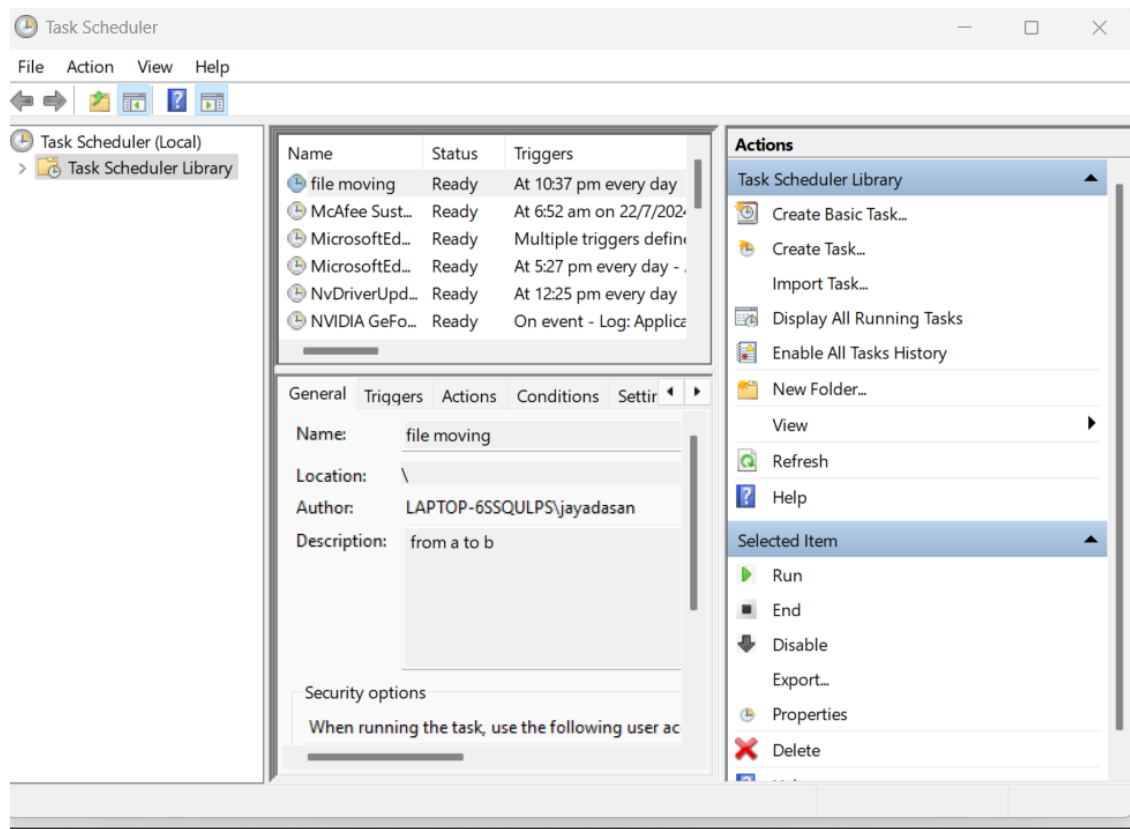 Task Scheduler
File Action View Help
Task Scheduler (Local)
Task Scheduler Library
Name Status Triggers
file moving Ready At 10:37 pm every day
McAfee Sust... Ready At 6:52 am on 22/7/2024
MicrosoftEd... Ready Multiple triggers define
MicrosoftEd... Ready At 5:27 pm every day - .
NvDriverUpd... Ready At 12:25 pm every day
NVIDIA GeFo... Ready On event - Log: Applica
General Triggers Actions Conditions Settin
Name: file moving
Location: \
Author: LAPTOP-6SSQULPS\jayadasan
Description: from a to b
Security options
When running the task, use the following user ac
Actions
Task Scheduler Library
Create Basic Task...
Create Task...
Import Task...
Display All Running Tasks
Enable All Tasks History
New Folder...
View
Refresh
Help
Selected Item
Run
End
Disable
Export...
Properties
Delete